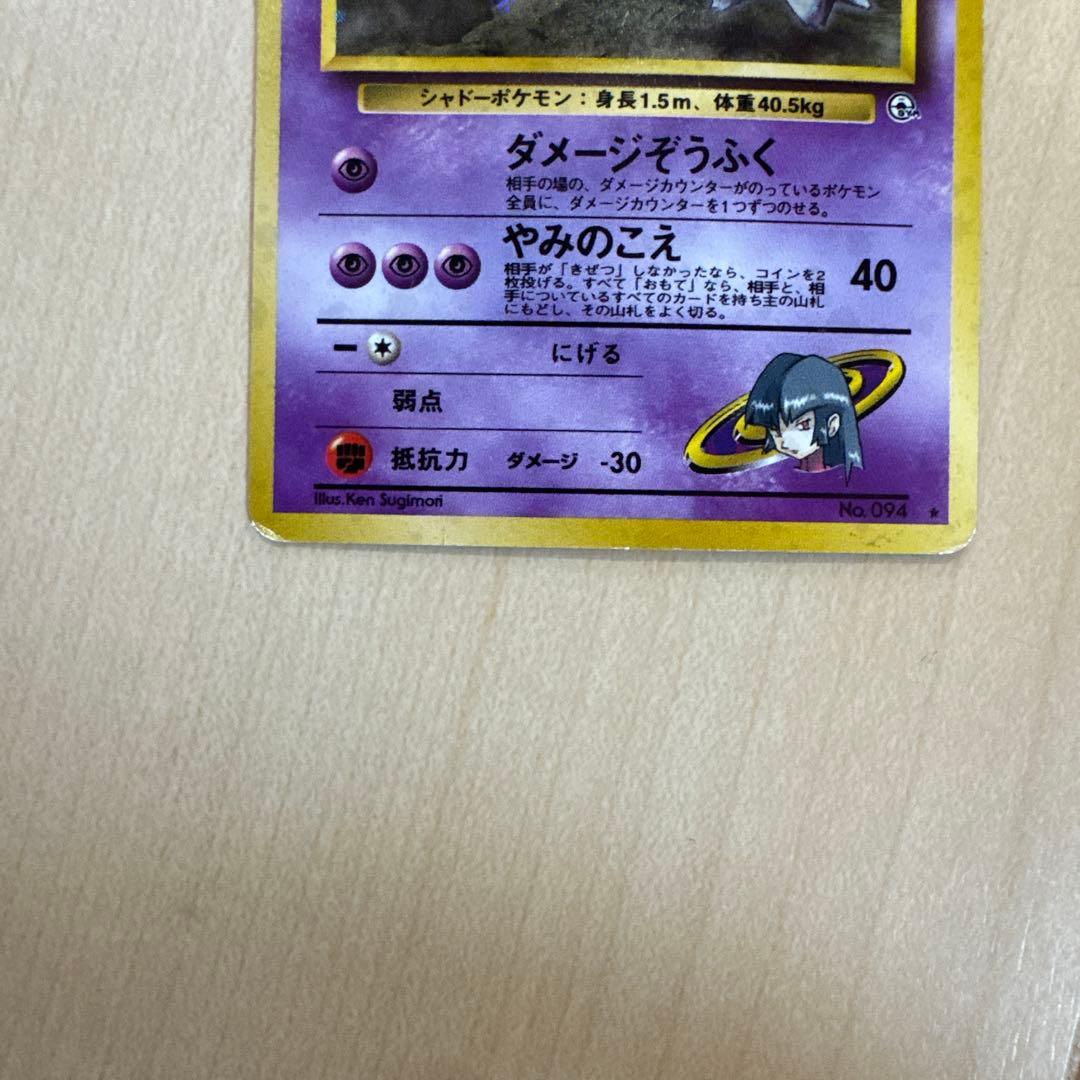 シャドーポケモン：身長1.5m、体重40.5kg
GYM
ダメージぞうふく
相手の場の、ダメージカウンターがのっているポケモン
全員に、ダメージカウンターを1つずつのせる。
やみのこえ
相手が「きぜつ」しなかったなら、コインを2
枚投げる。すべて「おもて」なら、相手と、相
手についているすべてのカードを持ち主の山札
にもどし、その山札をよく切る。
40
にげる
弱点
抵抗力 ダメージ -30
Illus.Ken Sugimori
No. 094 ★